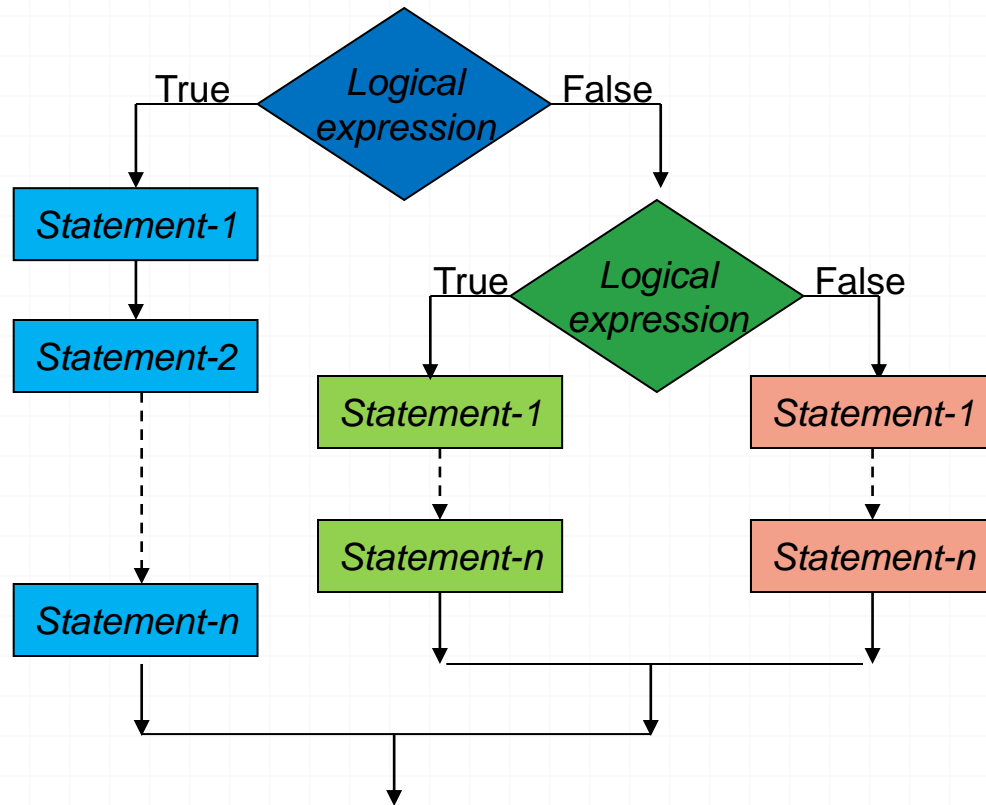 Logical
expression
True
False
Statement-1
Statement-2
Statement-n
Logical
expression
True
False
Statement-1
Statement-n
Statement-1
Statement-n